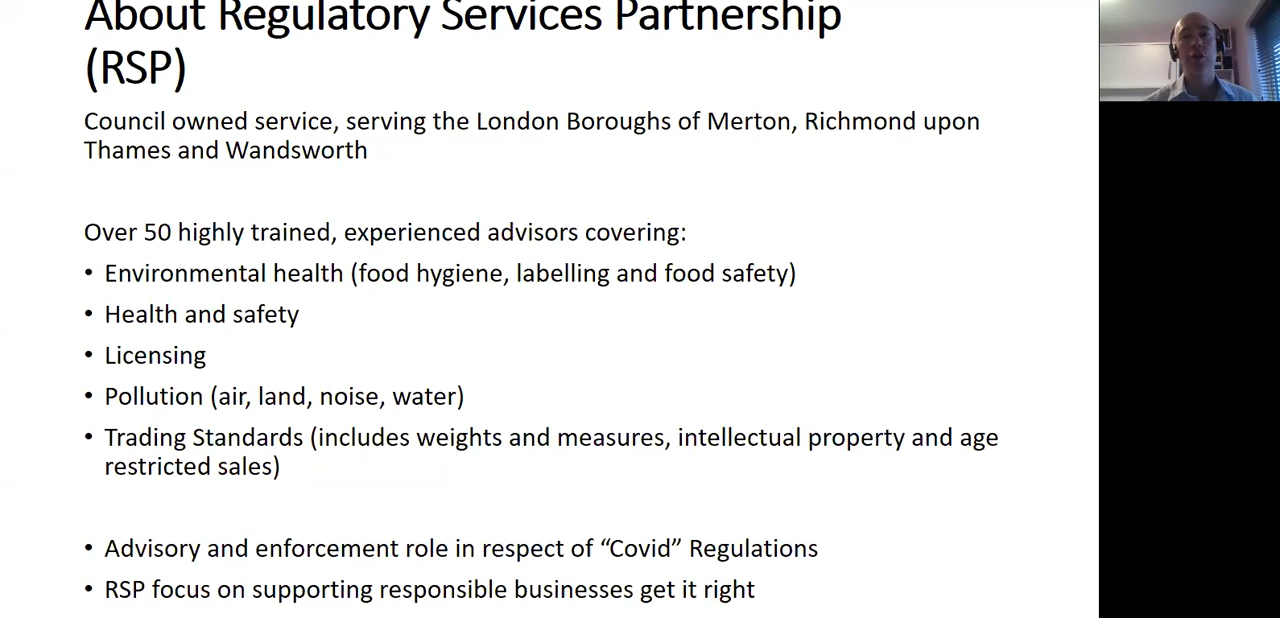 About Regulatory Services Partnership
(RSP)
Council owned service, serving the London Boroughs of Merton, Richmond upon
Thames and Wandsworth
Over 50 highly trained, experienced advisors covering:
• Environmental health (food hygiene, labelling and food safety)
• Health and safety
• Licensing
• Pollution (air, land, noise, water)
• Trading Standards (includes weights and measures, intellectual property and age
restricted sales)
• Advisory and enforcement role in respect of “Covid” Regulations
• RSP focus on supporting responsible businesses get it right